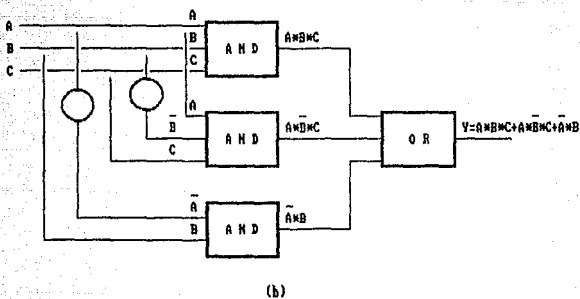 A
A
B
B
C
C
AND
A*B*C
A
B̅
C
AND
A*B̅*C
OR
Y=A*B*C+A*B̅*C+A̅*B
A̅
B
AND
A̅*B
(b)